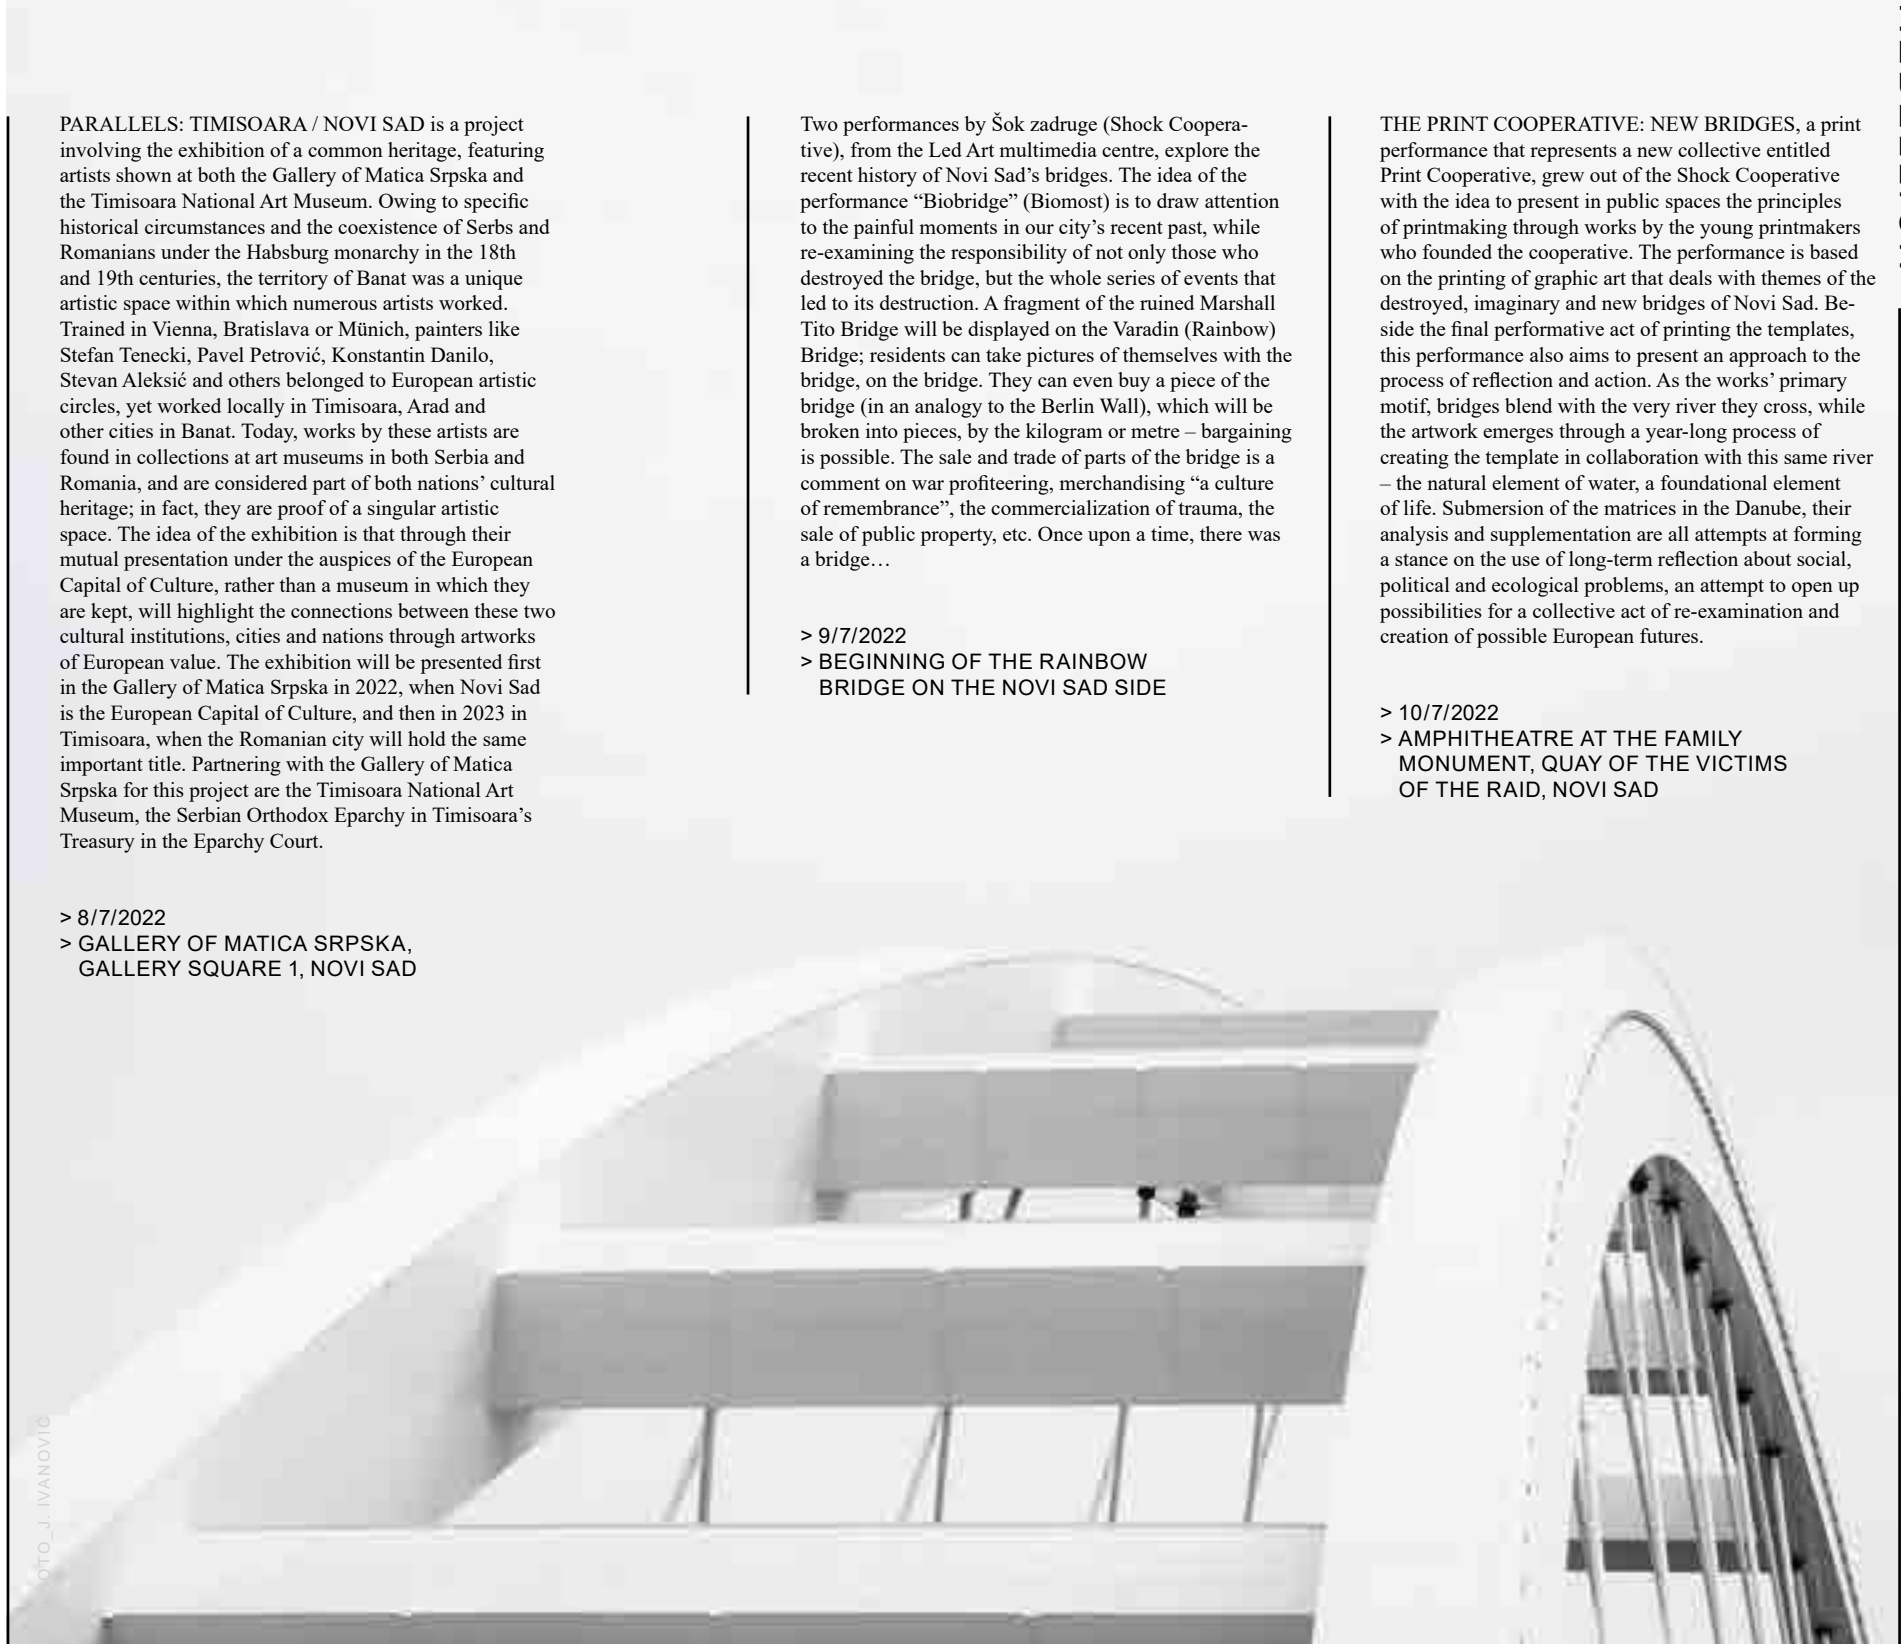 PARALLELS: TIMISOARA / NOVI SAD is a project
involving the exhibition of a common heritage, featuring
artists shown at both the Gallery of Matica Srpska and
the Timisoara National Art Museum. Owing to specific
historical circumstances and the coexistence of Serbs and
Romanians under the Habsburg monarchy in the 18th
and 19th centuries, the territory of Banat was a unique
artistic space within which numerous artists worked.
Trained in Vienna, Bratislava or Münich, painters like
Stefan Tenecki, Pavel Petrović, Konstantin Danilo,
Stevan Aleksić and others belonged to European artistic
circles, yet worked locally in Timisoara, Arad and
other cities in Banat. Today, works by these artists are
found in collections at art museums in both Serbia and
Romania, and are considered part of both nations’ cultural
heritage; in fact, they are proof of a singular artistic
space. The idea of the exhibition is that through their
mutual presentation under the auspices of the European
Capital of Culture, rather than a museum in which they
are kept, will highlight the connections between these two
cultural institutions, cities and nations through artworks
of European value. The exhibition will be presented first
in the Gallery of Matica Srpska in 2022, when Novi Sad
is the European Capital of Culture, and then in 2023 in
Timisoara, when the Romanian city will hold the same
important title. Partnering with the Gallery of Matica
Srpska for this project are the Timisoara National Art
Museum, the Serbian Orthodox Eparchy in Timisoara’s
Treasury in the Eparchy Court.
> 8/7/2022
> GALLERY OF MATICA SRPSKA,
GALLERY SQUARE 1, NOVI SAD
Two performances by Šok zadruge (Shock Coopera-
tive), from the Led Art multimedia centre, explore the
recent history of Novi Sad’s bridges. The idea of the
performance “Biobridge” (Biomost) is to draw attention
to the painful moments in our city’s recent past, while
re-examining the responsibility of not only those who
destroyed the bridge, but the whole series of events that
led to its destruction. A fragment of the ruined Marshall
Tito Bridge will be displayed on the Varadin (Rainbow)
Bridge; residents can take pictures of themselves with the
bridge, on the bridge. They can even buy a piece of the
bridge (in an analogy to the Berlin Wall), which will be
broken into pieces, by the kilogram or metre – bargaining
is possible. The sale and trade of parts of the bridge is a
comment on war profiteering, merchandising “a culture
of remembrance”, the commercialization of trauma, the
sale of public property, etc. Once upon a time, there was
a bridge…
> 9/7/2022
> BEGINNING OF THE RAINBOW
BRIDGE ON THE NOVI SAD SIDE
THE PRINT COOPERATIVE: NEW BRIDGES, a print
performance that represents a new collective entitled
Print Cooperative, grew out of the Shock Cooperative
with the idea to present in public spaces the principles
of printmaking through works by the young printmakers
who founded the cooperative. The performance is based
on the printing of graphic art that deals with themes of the
destroyed, imaginary and new bridges of Novi Sad. Be-
side the final performative act of printing the templates,
this performance also aims to present an approach to the
process of reflection and action. As the works’ primary
motif, bridges blend with the very river they cross, while
the artwork emerges through a year-long process of
creating the template in collaboration with this same river
– the natural element of water, a foundational element
of life. Submersion of the matrices in the Danube, their
analysis and supplementation are all attempts at forming
a stance on the use of long-term reflection about social,
political and ecological problems, an attempt to open up
possibilities for a collective act of re-examination and
creation of possible European futures.
> 10/7/2022
> AMPHITHEATRE AT THE FAMILY
MONUMENT, QUAY OF THE VICTIMS
OF THE RAID, NOVI SAD
OTO_J. IVANOVIĆ